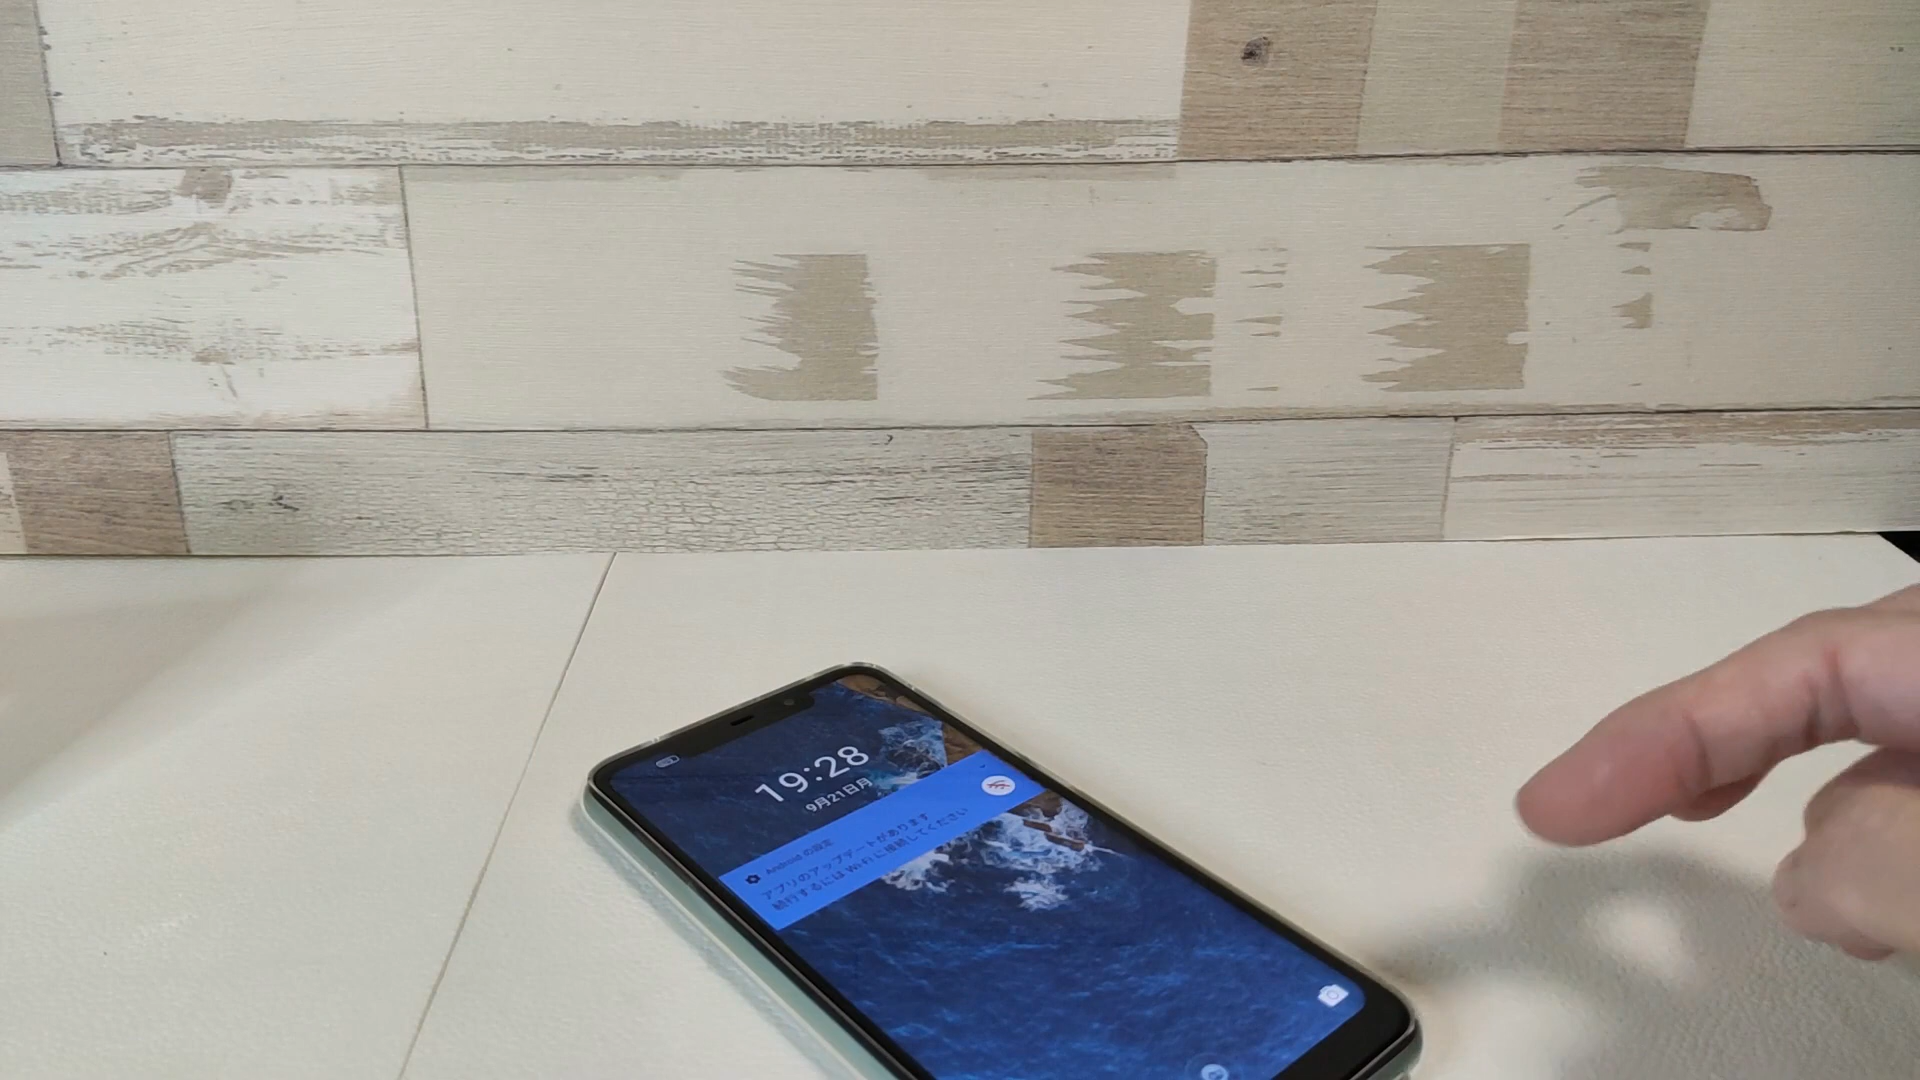 19:28
9月21日月
Android の設定
アプリのアップデートがあります
続行するには Wi-Fi に接続してください